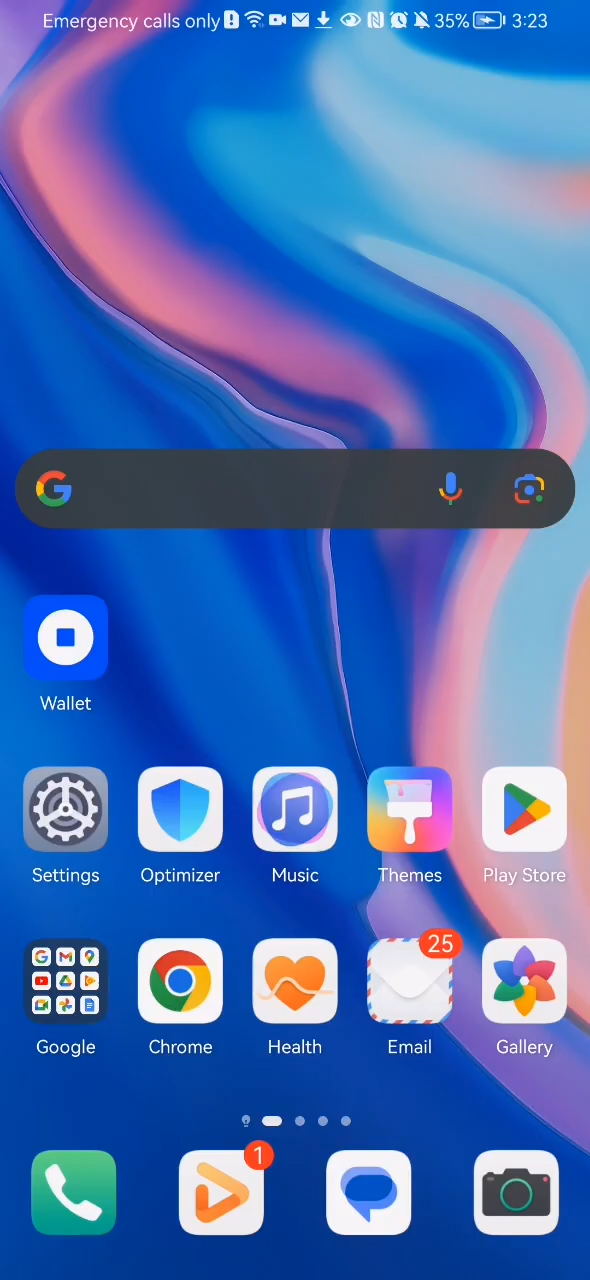 Emergency calls only 35% 3:23
Wallet
Settings Optimizer Music Themes Play Store
25
Google Chrome Health Email Gallery
1